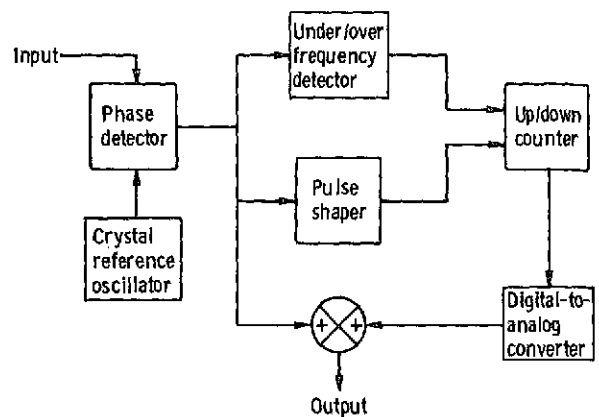 Input
Phase
detector
Crystal
reference
oscillator
Under/over
frequency
detector
Pulse
shaper
Up/down
counter
Digital-to-
analog
converter
+ +
Output